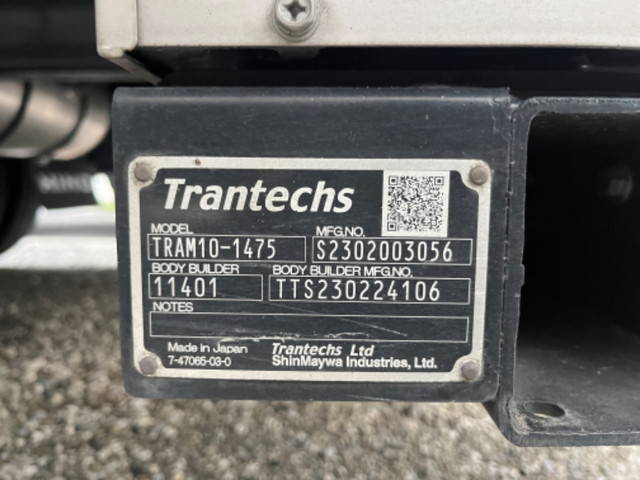 Trantechs
MODEL MFG.NO.
TRAM10-1475 S2302003056
BODY BUILDER BODY BUILDER MFG.NO.
11401 TTS230224106
NOTES
Made in Japan Trantechs Ltd
7-47065-03-0 ShinMaywa Industries, Ltd.